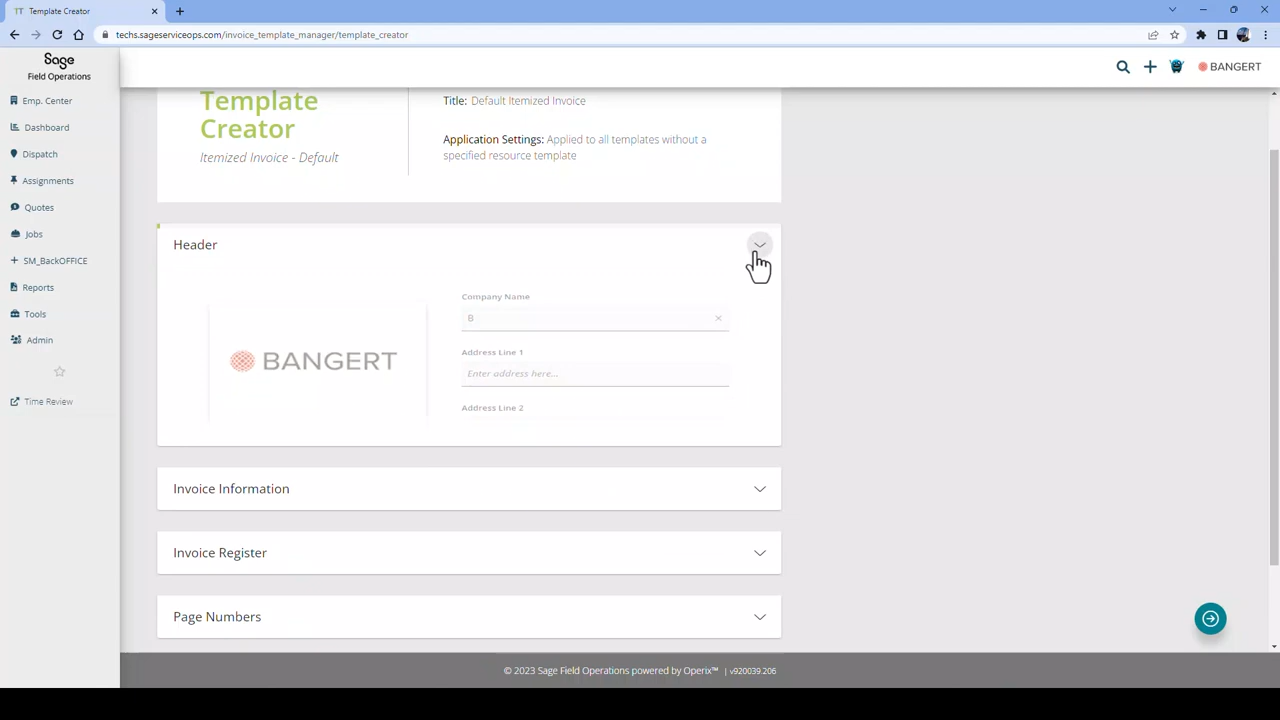 Template Creator
techs.sageserviceops.com/invoice_template_manager/template_creator
Sage
Field Operations
BANGERT
Emp. Center
Dashboard
Dispatch
Assignments
Quotes
Jobs
SM_BackOFFICE
Reports
Tools
Admin
Time Review
Template
Creator
Itemized Invoice - Default
Title: Default Itemized Invoice
Application Settings: Applied to all templates without a
specified resource template
Header
BANGERT
Company Name
B
Address Line 1
Enter address here...
Address Line 2
Invoice Information
Invoice Register
Page Numbers
© 2023 Sage Field Operations powered by Operix™ | v920039.206